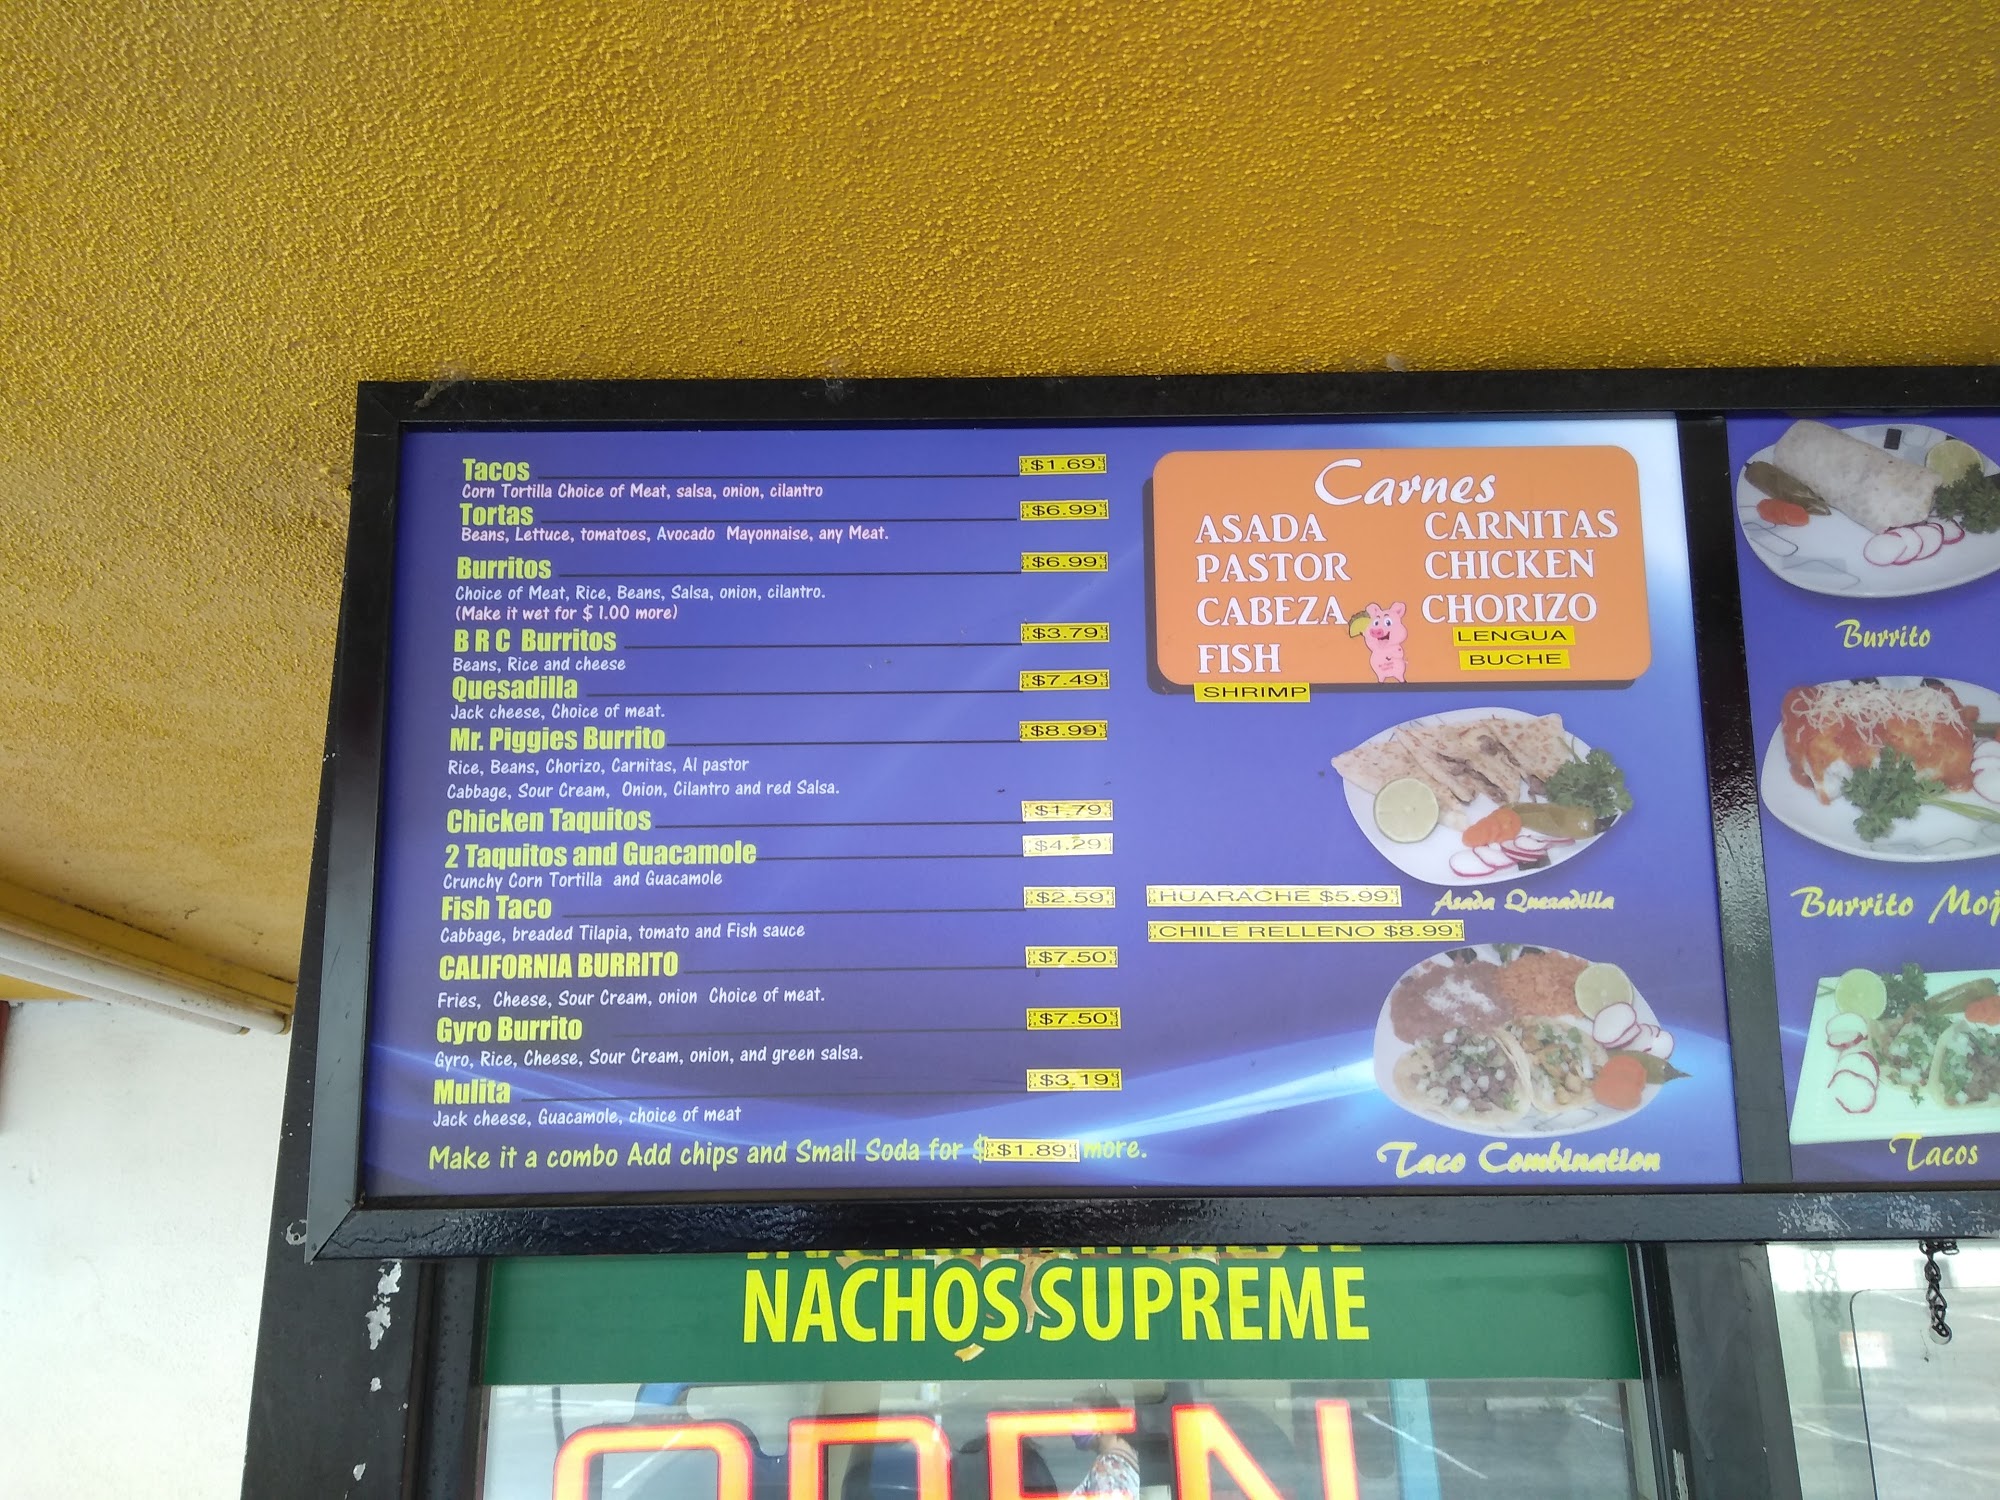 Tacos $1.69
Corn Tortilla Choice of Meat, salsa, onion, cilantro
Tortas $6.99
Beans, Lettuce, tomatoes, Avocado Mayonnaise, any Meat.
Burritos $6.99
Choice of Meat, Rice, Beans, Salsa, onion, cilantro.
(Make it wet for $ 1.00 more)
B R C Burritos $3.79
Beans, Rice and cheese
Quesadilla $7.49
Jack cheese, Choice of meat.
Mr. Piggies Burrito $8.99
Rice, Beans, Chorizo, Carnitas, Al pastor
Cabbage, Sour Cream, Onion, Cilantro and red Salsa.
Chicken Taquitos $1.79
2 Taquitos and Guacamole $4.29
Crunchy Corn Tortilla and Guacamole
Fish Taco $2.59
Cabbage, breaded Tilapia, tomato and Fish sauce
CALIFORNIA BURRITO $7.50
Fries, Cheese, Sour Cream, onion Choice of meat.
Gyro Burrito $7.50
Gyro, Rice, Cheese, Sour Cream, onion, and green salsa.
Mulita $3.19
Jack cheese, Guacamole, choice of meat
Make it a combo Add chips and Small Soda for $ $1.89 more.
Carnes
ASADA CARNITAS
PASTOR CHICKEN
CABEZA CHORIZO
LENGUA
FISH BUCHE
SHRIMP
HUARACHE $5.99 Asada Quesadilla
CHILE RELLENO $8.99
Taco Combination
Burrito
Burrito
Tacos
NACHOS SUPREME
OPEN